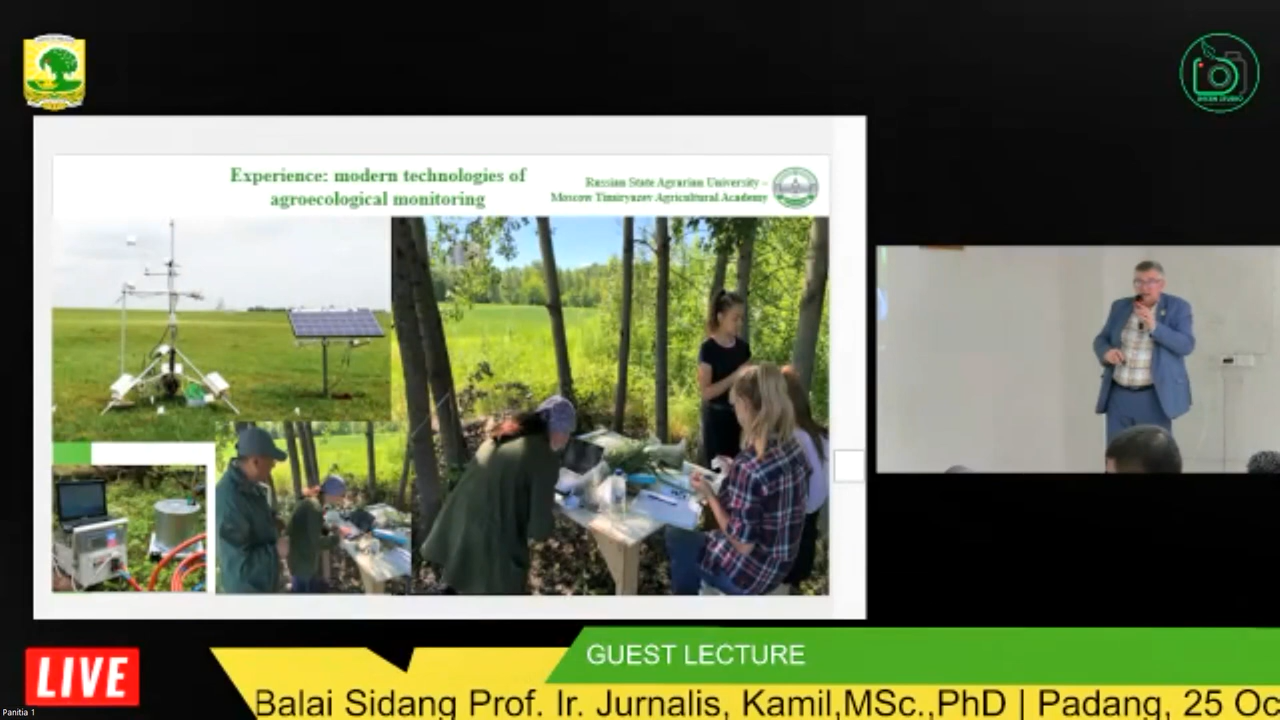 Experience: modern technologies of
agroecological monitoring
Russian State Agrarian University –
Moscow Timiryazev Agricultural Academy
GUEST LECTURE
LIVE
Balai Sidang Prof. Ir. Jurnalis, Kamil,MSc.,PhD | Padang, 25 Oc
Panitia 1